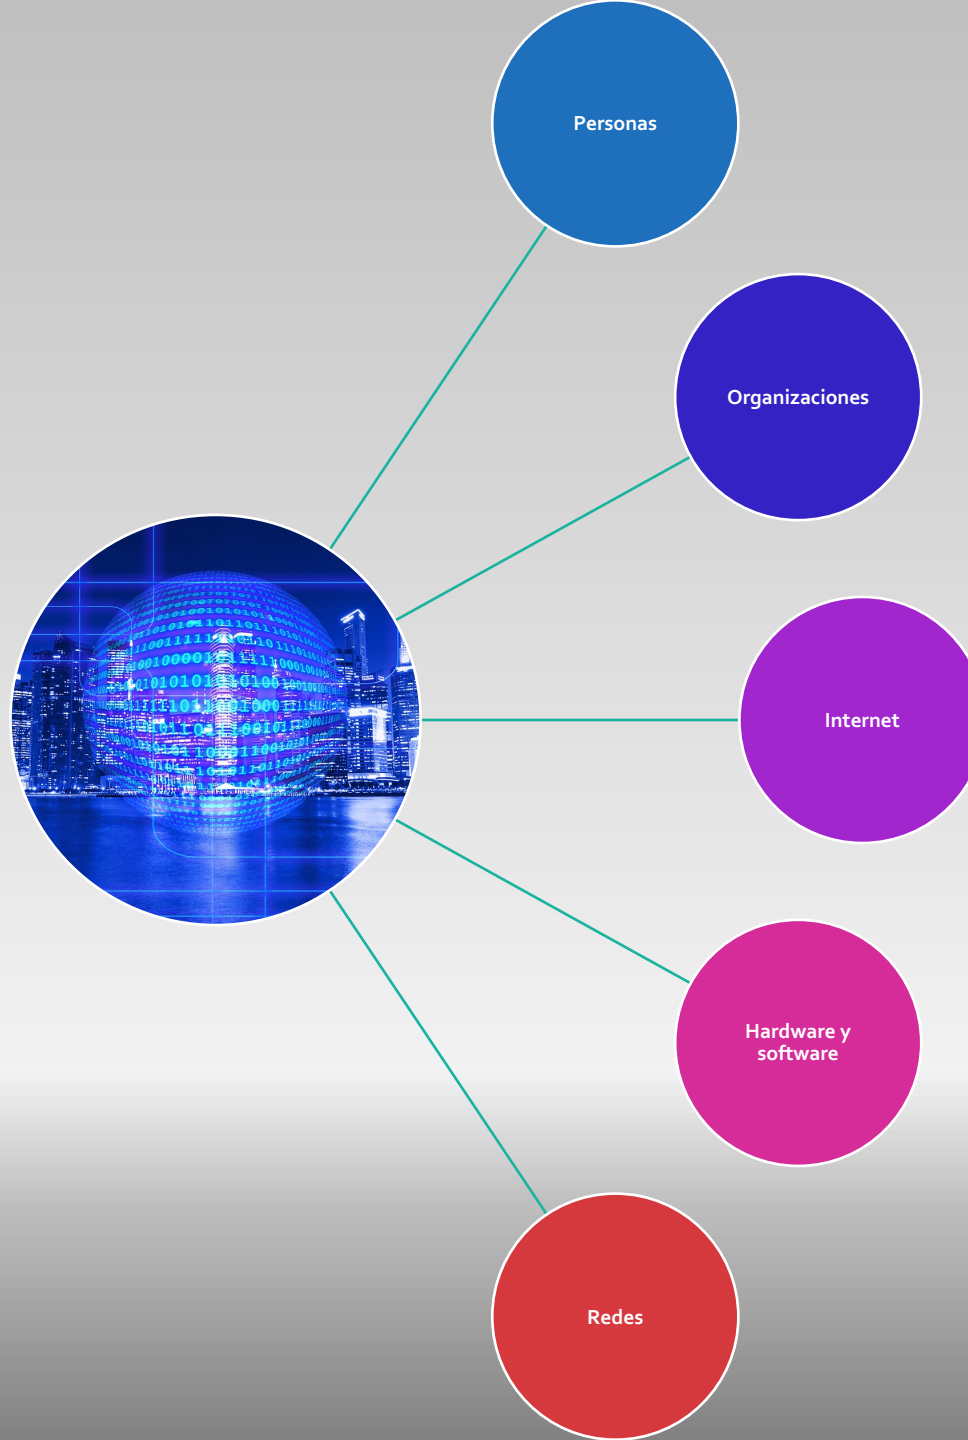 Personas
Organizaciones
Internet
Hardware y
software
Redes